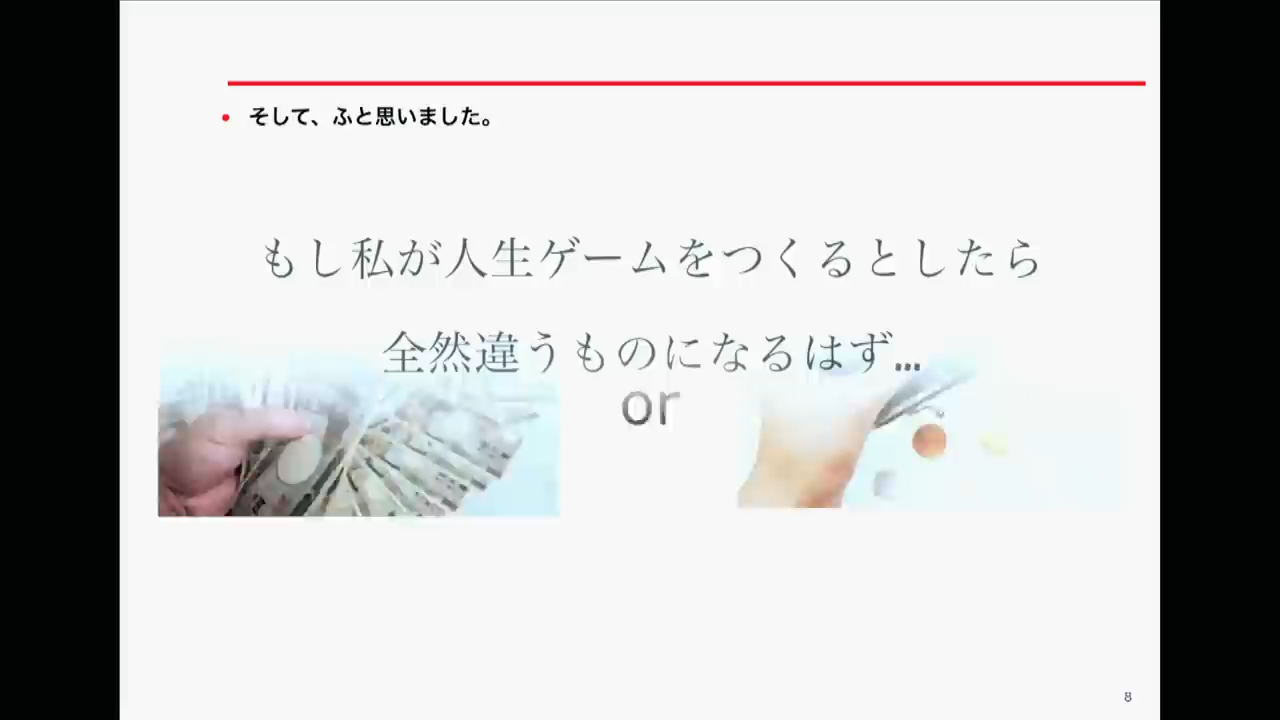 そして、ふと思いました。
もし私が人生ゲームをつくるとしたら
全然違うものになるはず...
or
8